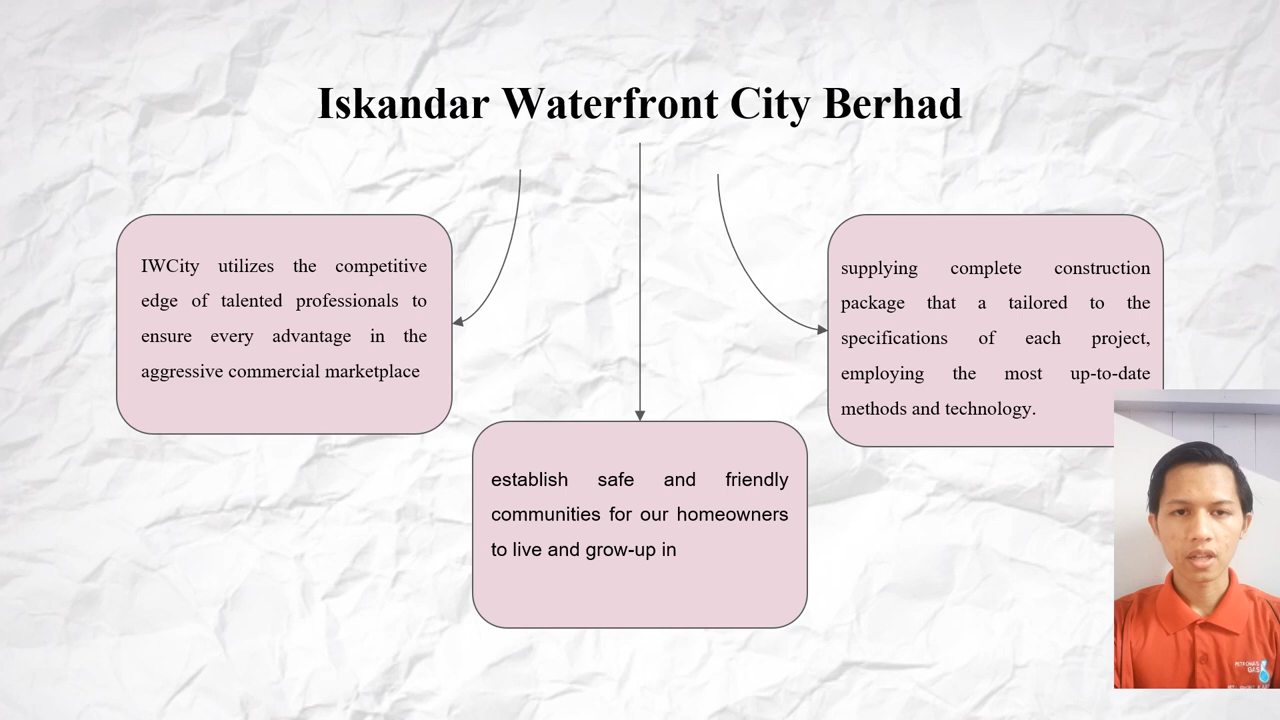 Iskandar Waterfront City Berhad
IWCity utilizes the competitive
edge of talented professionals to
ensure every advantage in the
aggressive commercial marketplace
establish safe and friendly
communities for our homeowners
to live and grow-up in
supplying complete construction
package that a tailored to the
specifications of each project,
employing the most up-to-date
methods and technology.
PETRONAS
GAS